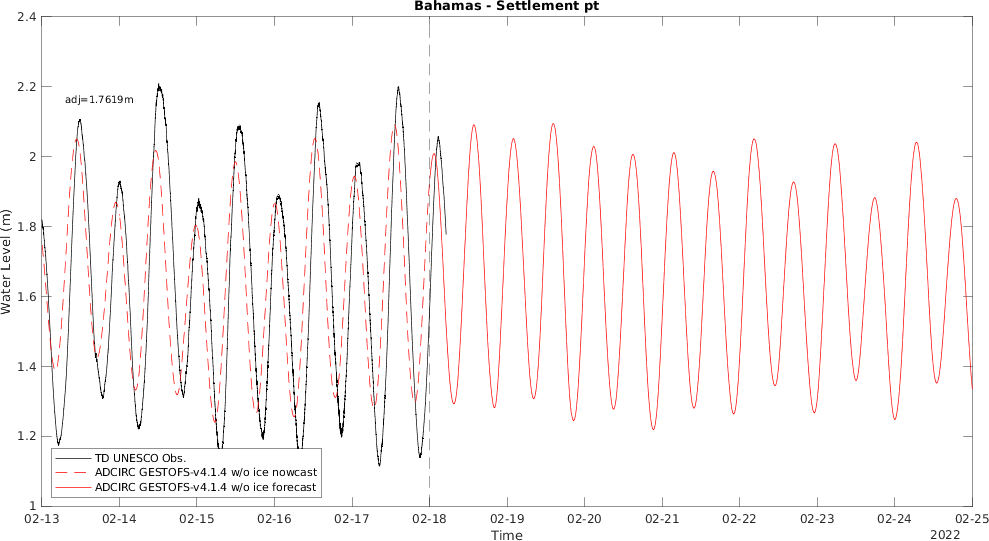 Bahamas - Settlement pt
2.4
2.2
2
1.8
1.6
1.4
1.2
1
Water Level (m)
adj=1.7619m
TD UNESCO Obs.
ADCIRC GESTOFS-v4.1.4 w/o ice nowcast
ADCIRC GESTOFS-v4.1.4 w/o ice forecast
02-13 02-14 02-15 02-16 02-17 02-18 02-19 02-20 02-21 02-22 02-23 02-24 02-25
Time
2022